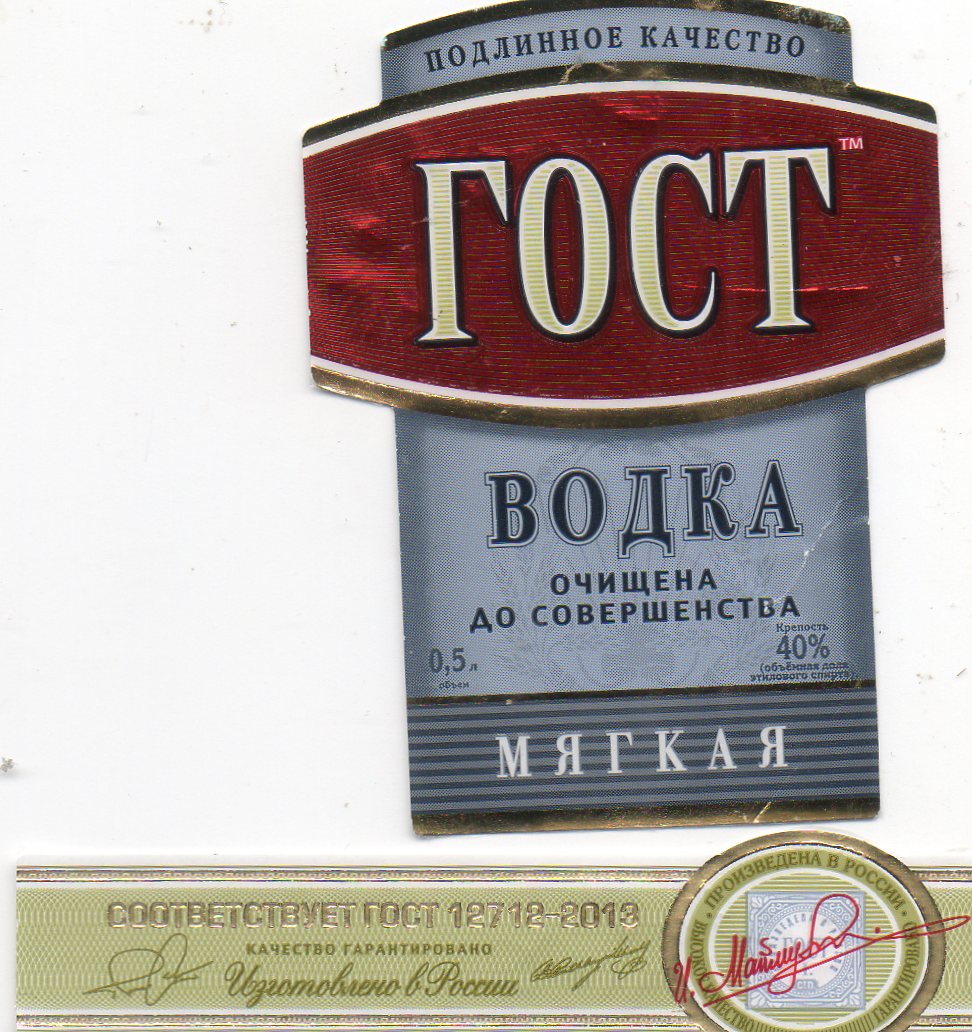 ПОДЛИННОЕ КАЧЕСТВО
ГОСТ™
ВОДКА
ОЧИЩЕНА
ДО СОВЕРШЕНСТВА
Крепость
40%
(объёмная доля
этилового спирта)
0,5 л
объем
МЯГКАЯ
СООТВЕТСТВУЕТ ГОСТ 12712-2013
КАЧЕСТВО ГАРАНТИРОВАНО
Изготовлено в России
ПРОИЗВЕДЕНА В РОССИИ